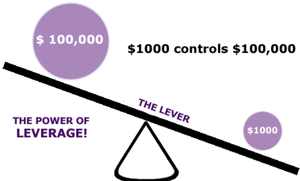 $ 100,000
$1000 controls $100,000
THE LEVER
THE POWER OF
LEVERAGE!
$1000